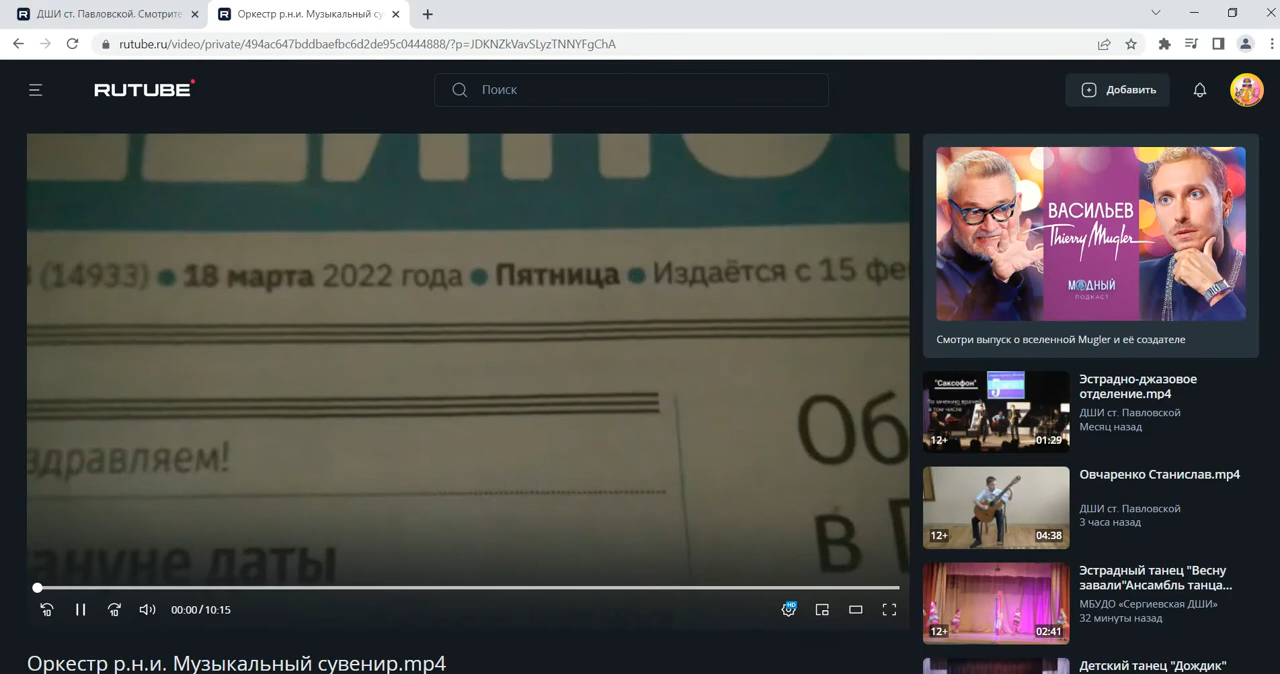 ДШИ ст. Павловской. Смотрите
Оркестр р.н.и. Музыкальный су
rutube.ru/video/private/494ac647bddbaefbc6d2de95c0444888/?p=JDKNZkVavSLyzTNNYFgChA
RUTUBE
Поиск
Добавить
(14933) ● 18 марта 2022 года ● Пятница ● Издаётся с 15 фе
здравляем!
Об
в
ануне даты
HD
00:00 / 10:15
Оркестр р.н.и. Музыкальный сувенир.mp4
ВАСИЛЬЕВ
Thierry Mugler
МОДНЫЙ
ПОДКАСТ
Смотри выпуск о вселенной Mugler и её создателе
"Саксофон"
12+
01:29
Эстрадно-джазовое
отделение.mp4
ДШИ ст. Павловской
Месяц назад
12+
04:38
Овчаренко Станислав.mp4
ДШИ ст. Павловской
3 часа назад
12+
02:41
Эстрадный танец "Весну
завали"Ансамбль танца...
МБУДО «Сергиевская ДШИ»
32 минуты назад
Детский танец "Дождик"